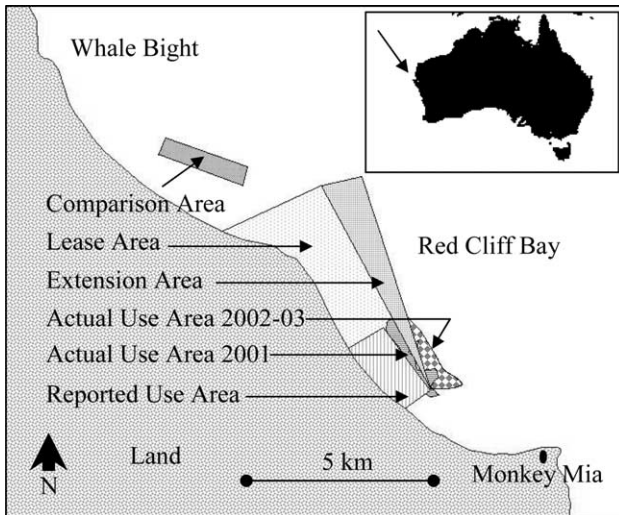 Whale Bight
Comparison Area
Lease Area
Red Cliff Bay
Extension Area
Actual Use Area 2002-03
Actual Use Area 2001
Reported Use Area
N
Land
5 km
Monkey Mia